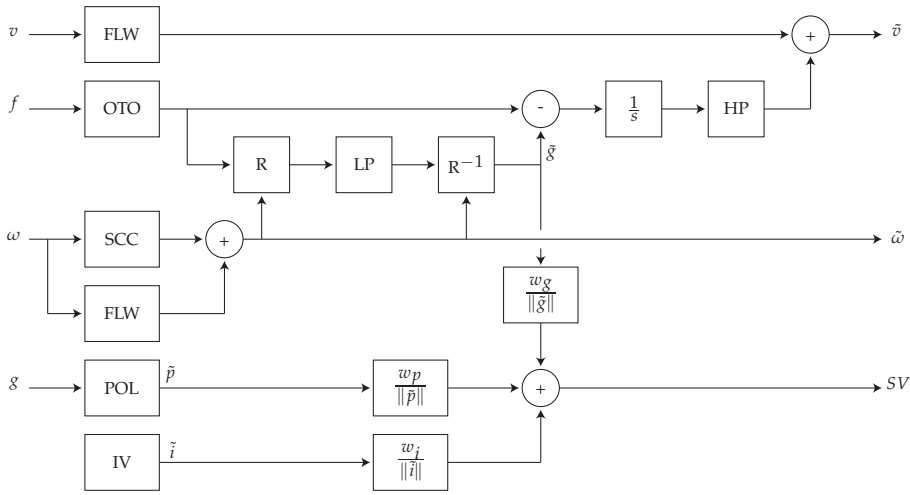 v FLW + ṽ
f OTO - 1/s HP
R LP R⁻¹ g̃
ω SCC + ω̃
FLW w_g/‖g̃‖
g POL p̃ w_p/‖p̃‖ + SV
IV ĩ w_i/‖ĩ‖